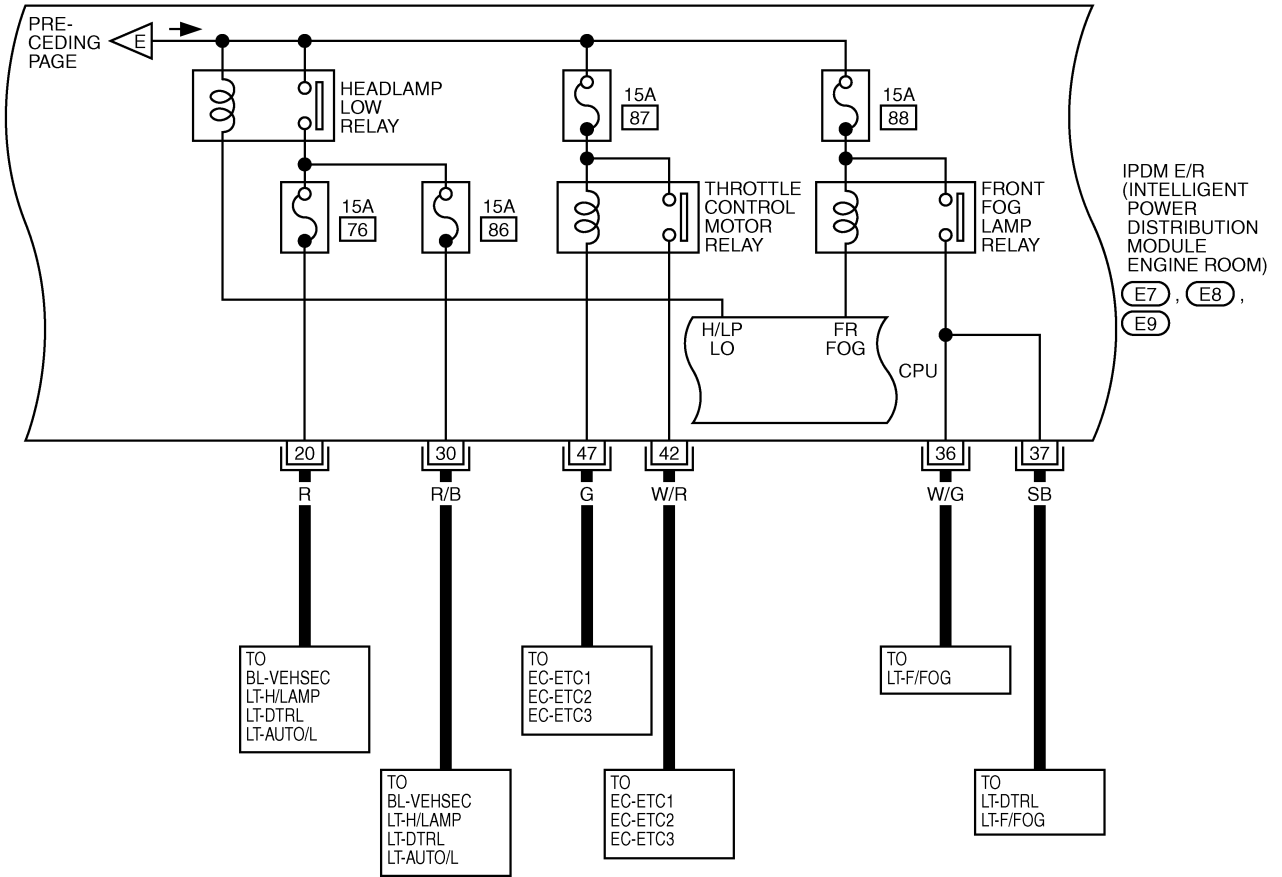 PRE-
CEDING
PAGE
E
HEADLAMP
LOW
RELAY
15A
87
15A
88
15A
76
15A
86
THROTTLE
CONTROL
MOTOR
RELAY
FRONT
FOG
LAMP
RELAY
IPDM E/R
(INTELLIGENT
POWER
DISTRIBUTION
MODULE
ENGINE ROOM)
E7 , E8 ,
E9
H/LP
LO
FR
FOG
CPU
20
30
47
42
36
37
R
R/B
G
W/R
W/G
SB
TO
BL-VEHSEC
LT-H/LAMP
LT-DTRL
LT-AUTO/L
TO
EC-ETC1
EC-ETC2
EC-ETC3
TO
LT-F/FOG
TO
BL-VEHSEC
LT-H/LAMP
LT-DTRL
LT-AUTO/L
TO
EC-ETC1
EC-ETC2
EC-ETC3
TO
LT-DTRL
LT-F/FOG